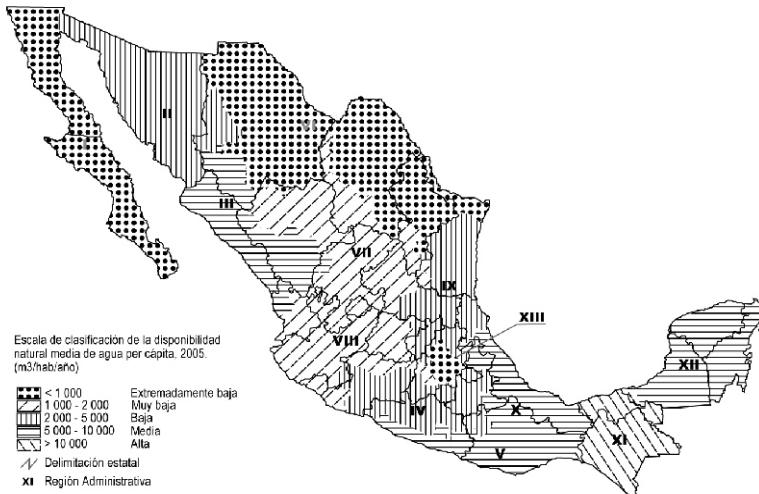 II
I
VI
III
VII
IX
XIII
VIII
XII
IV
X
XI
V
Escala de clasificación de la disponibilidad
natural media de agua per cápita, 2005.
(m3/hab/año)
< 1 000 Extremadamente baja
1 000 - 2 000 Muy baja
2 000 - 5 000 Baja
5 000 - 10 000 Media
> 10 000 Alta
Delimitación estatal
XI Región Administrativa